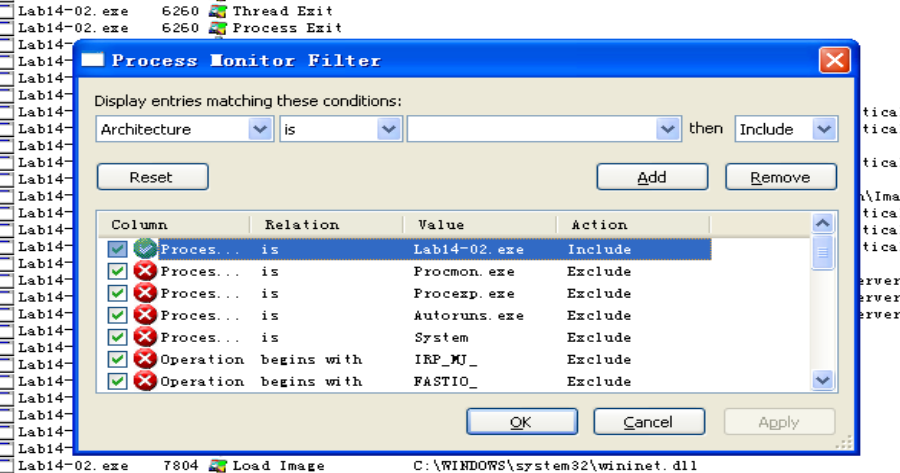 Lab14-02.exe 6260 Thread Exit
Lab14-02.exe 6260 Process Exit
Lab14-
Process Monitor Filter
Lab14-
Lab14-
Lab14-
Display entries matching these conditions:
Lab14- tica
Architecture is then Include
Lab14- tica
Lab14-
Lab14- tica
Reset Add Remove
Lab14-
Lab14- n\Ima
Lab14- tica
Column Relation Value Action
Lab14- tica
Lab14- tica
Proces... is Lab14-02.exe Include
Lab14-
Proces... is Procmon.exe Exclude
Lab14- erver
Proces... is Procexp.exe Exclude
Lab14- erver
Lab14- erver
Proces... is Autoruns.exe Exclude
Lab14-
Proces... is System Exclude
Lab14-
Operation begins with IRP_MJ_ Exclude
Lab14-
Operation begins with FASTIO_ Exclude
Lab14-
Lab14-
Lab14-
OK Cancel Apply
Lab14-
Lab14-
Lab14-02.exe 7804 Load Image C:\WINDOWS\system32\wininet.dll